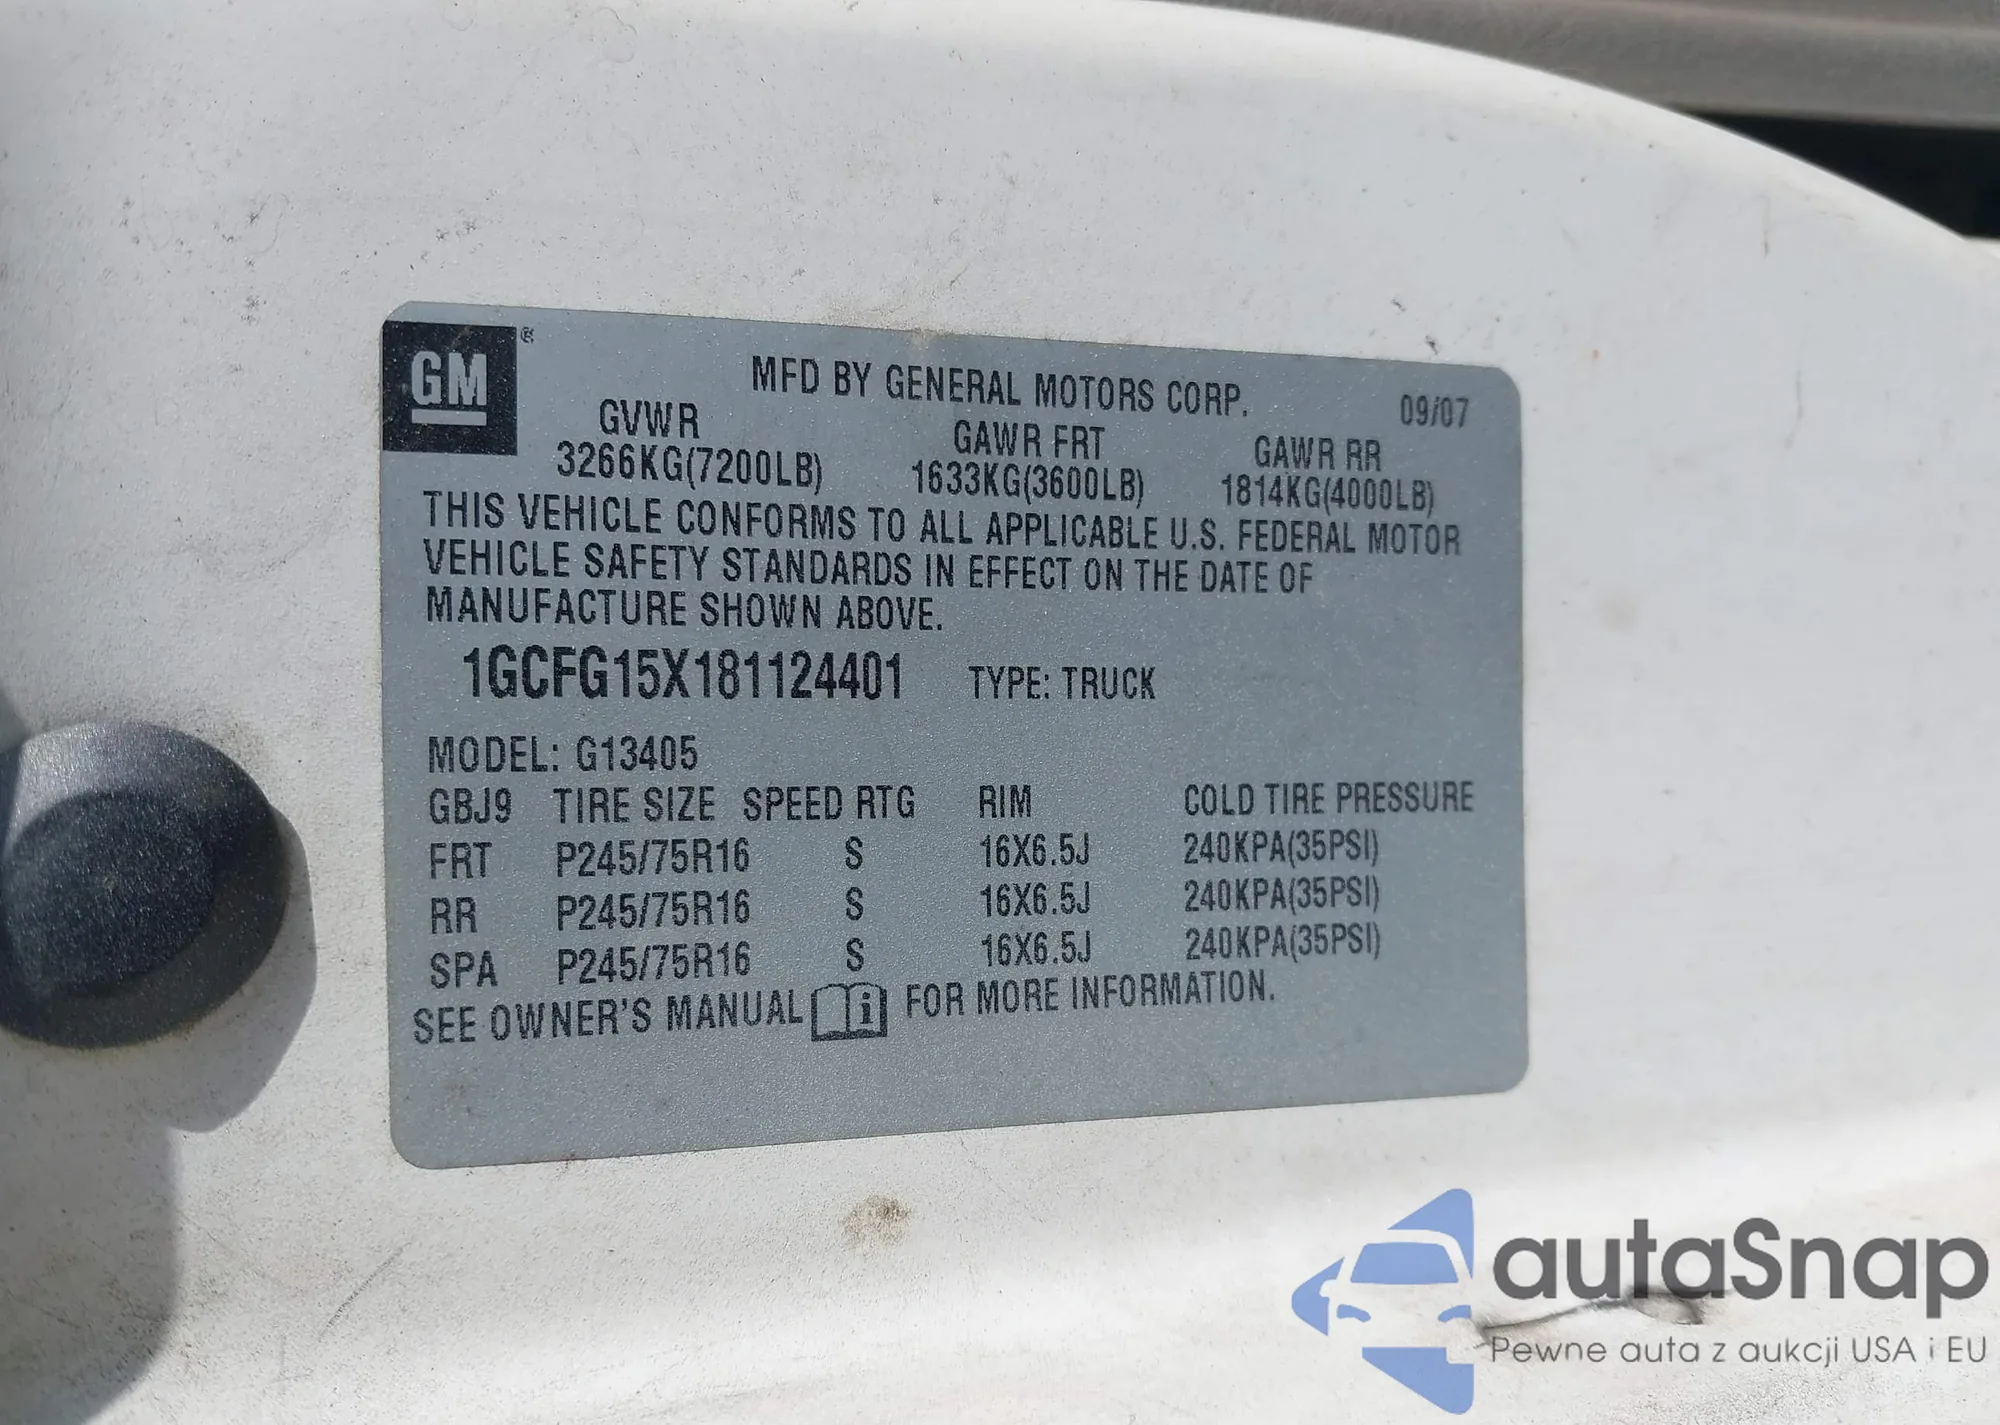 GM®
MFD BY GENERAL MOTORS CORP. 09/07
GVWR GAWR FRT GAWR RR
3266KG(7200LB) 1633KG(3600LB) 1814KG(4000LB)
THIS VEHICLE CONFORMS TO ALL APPLICABLE U.S. FEDERAL MOTOR
VEHICLE SAFETY STANDARDS IN EFFECT ON THE DATE OF
MANUFACTURE SHOWN ABOVE.
1GCFG15X181124401 TYPE: TRUCK
MODEL: G13405
GBJ9 TIRE SIZE SPEED RTG RIM COLD TIRE PRESSURE
FRT P245/75R16 S 16X6.5J 240KPA(35PSI)
RR P245/75R16 S 16X6.5J 240KPA(35PSI)
SPA P245/75R16 S 16X6.5J 240KPA(35PSI)
SEE OWNER'S MANUAL i FOR MORE INFORMATION.
autaSnap
Pewne auta z aukcji USA i EU